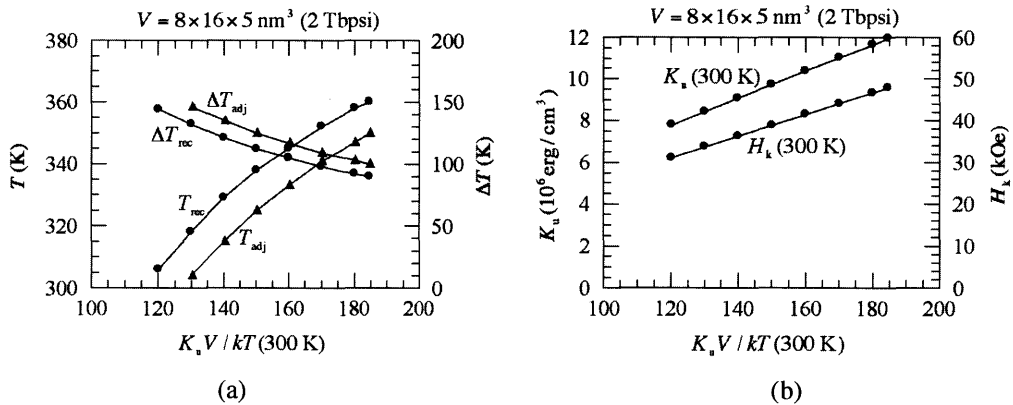 V = 8×16×5 nm³ (2 Tbpsi)
380
360
340
320
300
T (K)
200
150
100
50
0
ΔT (K)
ΔT_adj
ΔT_rec
T_rec
T_adj
100 120 140 160 180 200
K_u V / kT (300 K)
(a)
V = 8×16×5 nm³ (2 Tbpsi)
12
10
8
6
4
2
0
K_u (10⁶ erg / cm³)
60
50
40
30
20
10
0
H_k (kOe)
K_u (300 K)
H_k (300 K)
100 120 140 160 180 200
K_u V / kT (300 K)
(b)